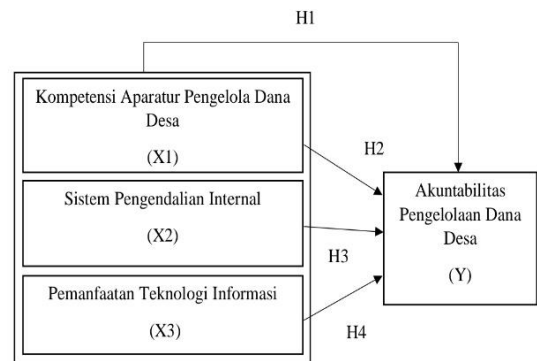 H1
Kompetensi Aparatur Pengelola Dana
Desa
(X1)
H2
Sistem Pengendalian Internal
(X2)
H3
Pemanfaatan Teknologi Informasi
(X3)
H4
Akuntabilitas
Pengelolaan Dana
Desa
(Y)